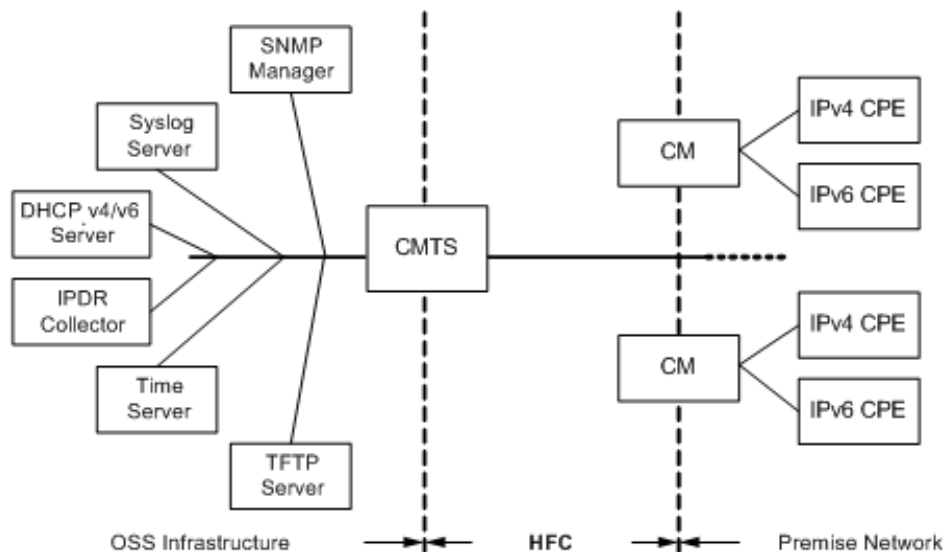 SNMP
Manager
Syslog
Server
DHCP v4/v6
Server
IPDR
Collector
Time
Server
TFTP
Server
CMTS
CM
IPv4 CPE
IPv6 CPE
CM
IPv4 CPE
IPv6 CPE
OSS Infrastructure
HFC
Premise Network